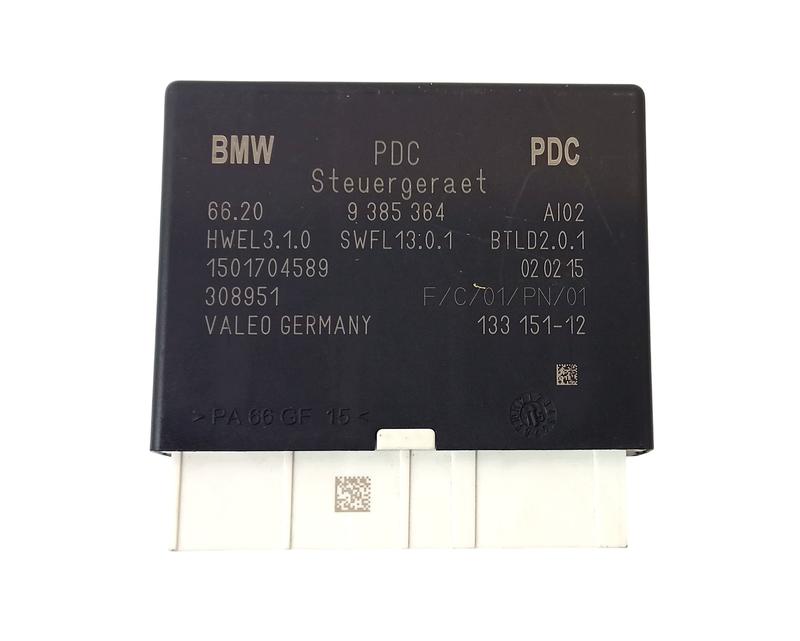 BMW PDC PDC
Steuergeraet
66.20 9 385 364 AI02
HWEL3.1.0 SWFL13.0.1 BTLD2.0.1
1501704589 02 02 15
308951 F/C/01/PN/01
VALEO GERMANY 133 151-12
>PA 66 GF 15<